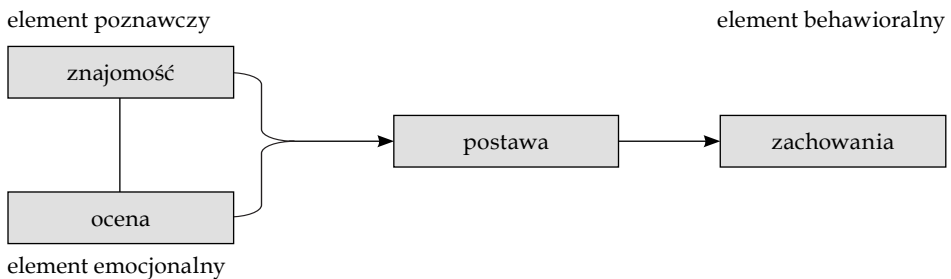 element poznawczy
element behawioralny
znajomość
postawa
zachowania
ocena
element emocjonalny